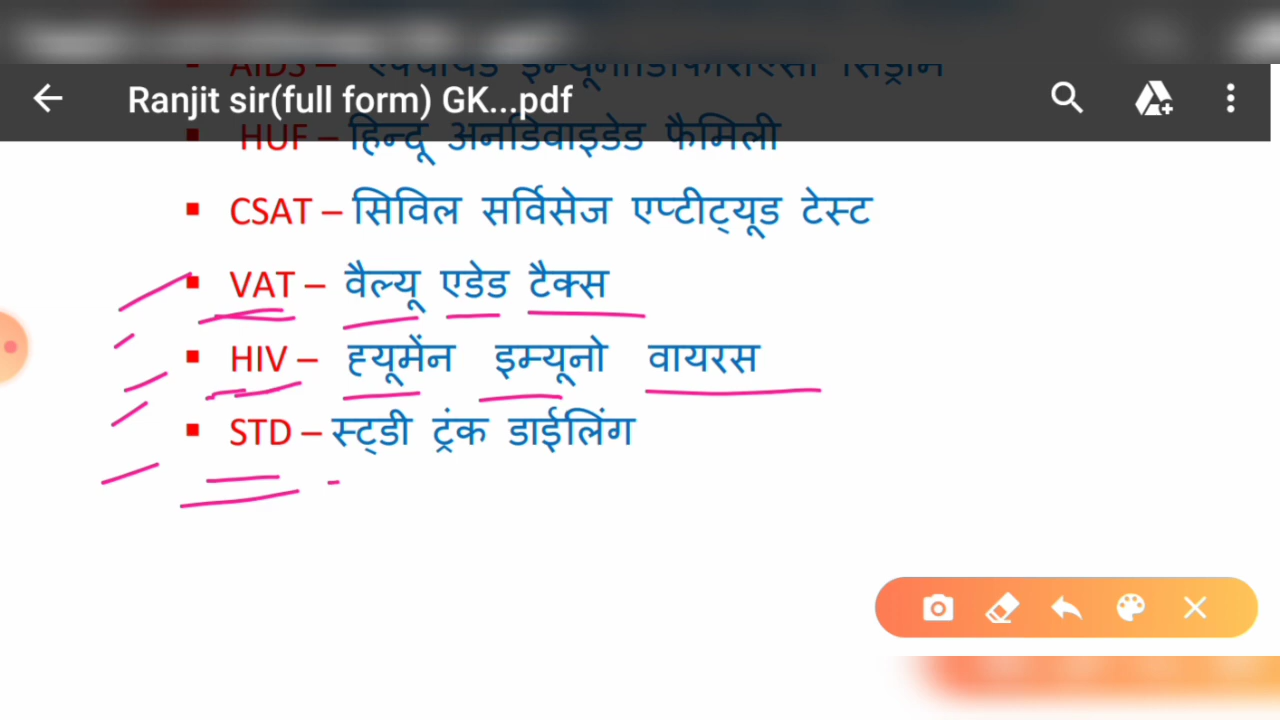 AIDS –
Ranjit sir(full form) GK...pdf
HUF – हिन्दू अनडिवाइडेड फैमिली
CSAT – सिविल सर्विसेज एप्टीट्यूड टेस्ट
VAT – वैल्यू एडेड टैक्स
HIV – ह्यूमेंन इम्यूनो वायरस
STD – स्ट्डी ट्रंक डाईलिंग